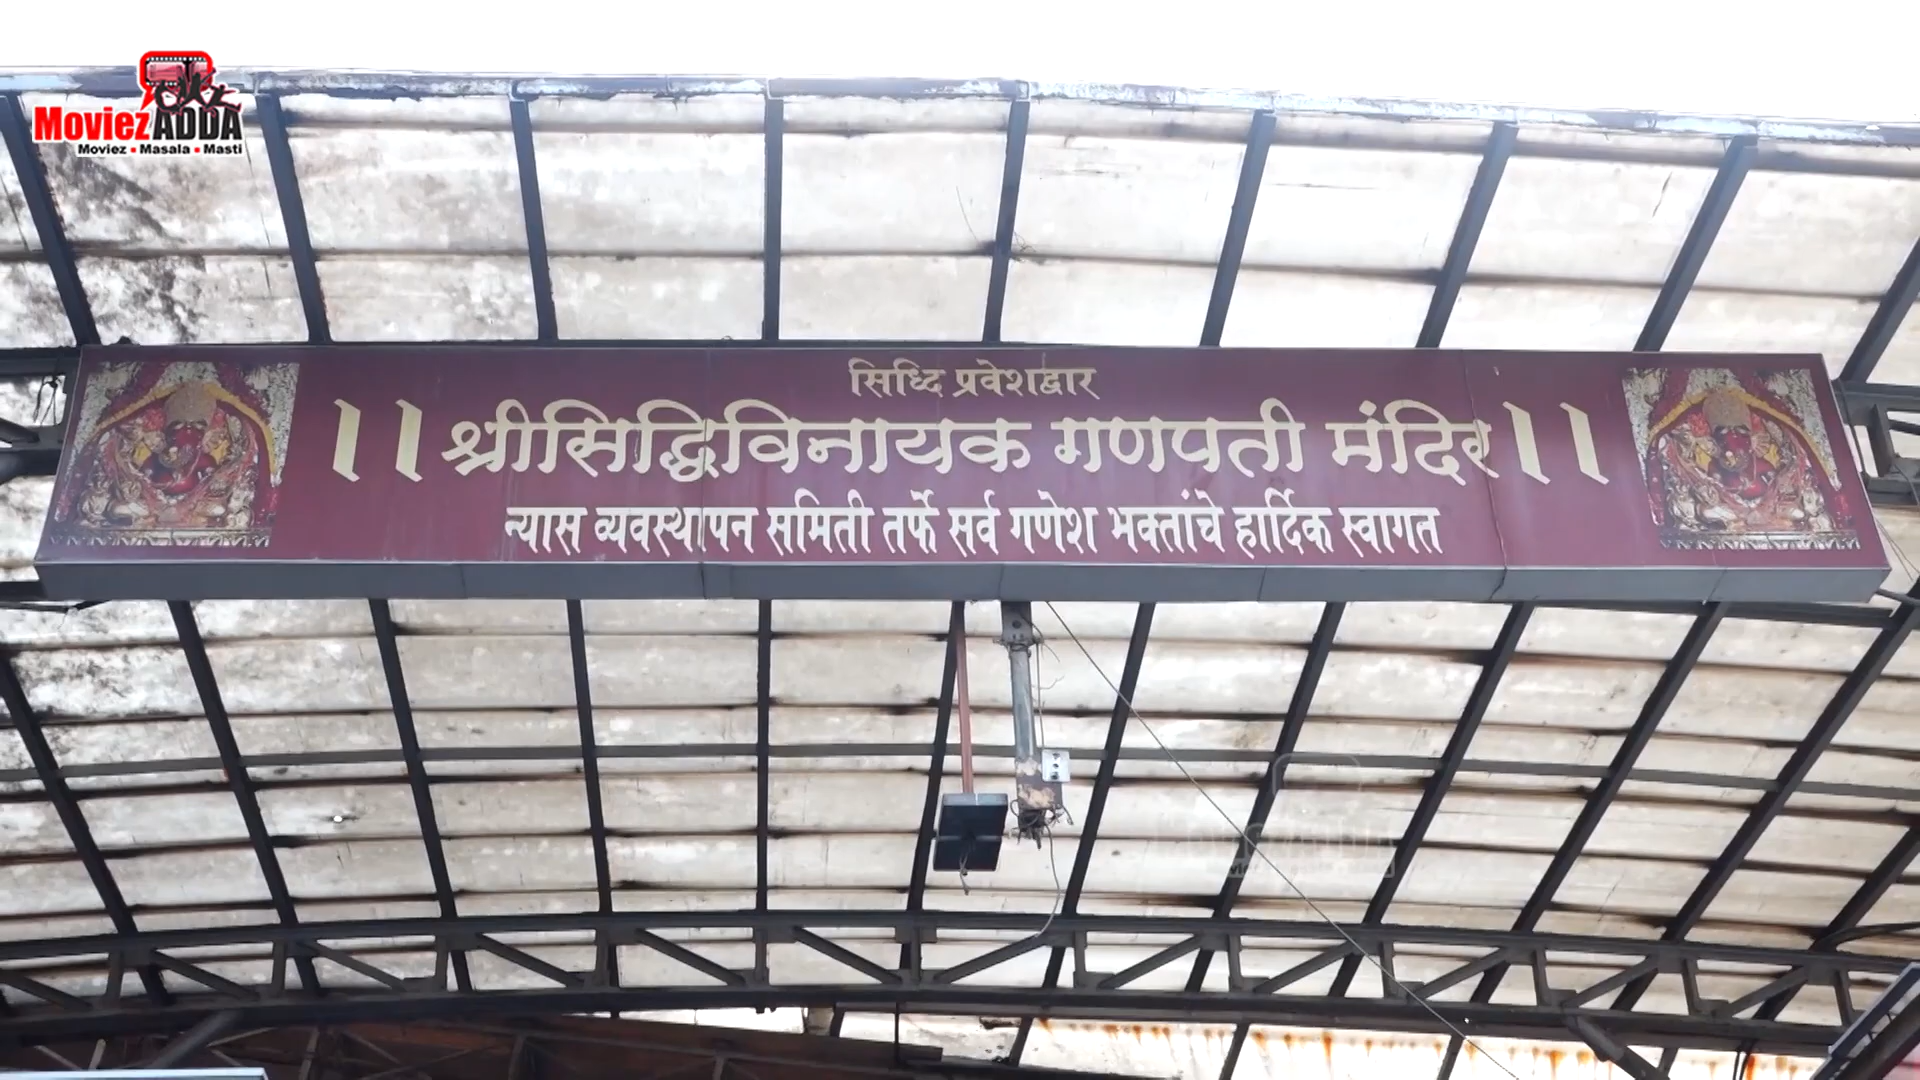 MoviezADDA
Moviez • Masala • Masti
सिध्दि प्रवेशद्वार
।।श्रीसिद्धिविनायक गणपती मंदिर।।
न्यास व्यवस्थापन समिती तर्फे सर्व गणेश भक्तांचे हार्दिक स्वागत